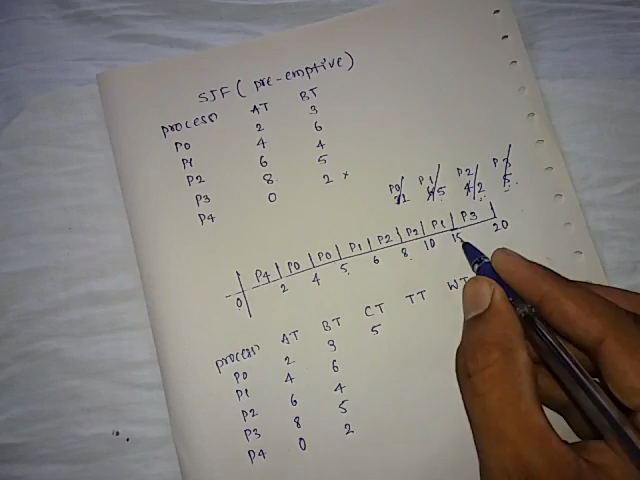 SJF (pre-emptive)
process AT BT
P0 2 3
P1 4 6
P2 6 4
P3 8 5
P4 0 2 ×
P0 P1 P2 P3
5 2 5
P4 P0 P0 P1 P2 P2 P1 P3
0 2 4 5 6 8 10 15 20
process AT BT CT TT WT
P0 2 3 5
P1 4 6
P2 6 4
P3 8 5
P4 0 2